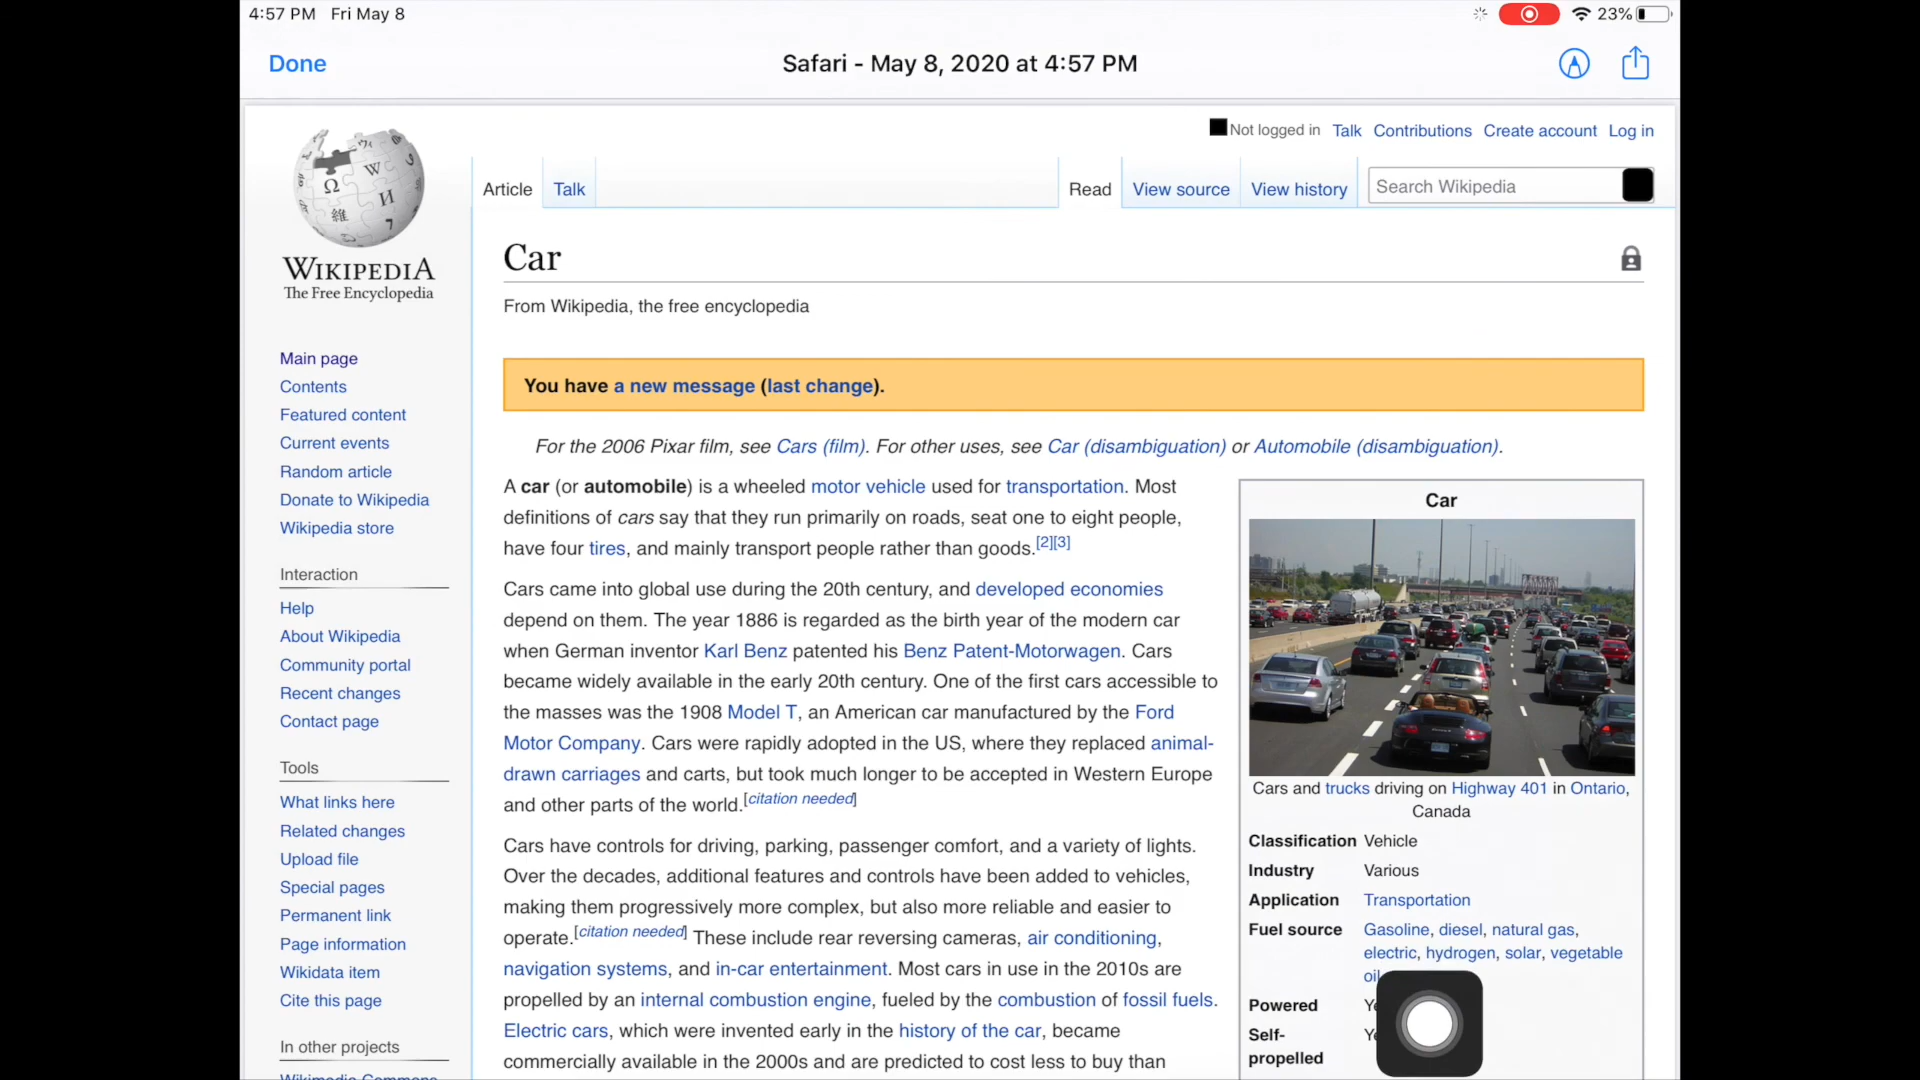 4:57 PM Fri May 8
23%
Done
Safari - May 8, 2020 at 4:57 PM
Not logged in Talk Contributions Create account Log in
Article Talk Read View source View history Search Wikipedia
WIKIPEDIA
The Free Encyclopedia
Main page
Contents
Featured content
Current events
Random article
Donate to Wikipedia
Wikipedia store
Interaction
Help
About Wikipedia
Community portal
Recent changes
Contact page
Tools
What links here
Related changes
Upload file
Special pages
Permanent link
Page information
Wikidata item
Cite this page
In other projects
Wikimedia Commons
Car
From Wikipedia, the free encyclopedia
You have a new message (last change).
For the 2006 Pixar film, see Cars (film). For other uses, see Car (disambiguation) or Automobile (disambiguation).
A car (or automobile) is a wheeled motor vehicle used for transportation. Most
definitions of cars say that they run primarily on roads, seat one to eight people,
have four tires, and mainly transport people rather than goods.[2][3]
Cars came into global use during the 20th century, and developed economies
depend on them. The year 1886 is regarded as the birth year of the modern car
when German inventor Karl Benz patented his Benz Patent-Motorwagen. Cars
became widely available in the early 20th century. One of the first cars accessible to
the masses was the 1908 Model T, an American car manufactured by the Ford
Motor Company. Cars were rapidly adopted in the US, where they replaced animal-
drawn carriages and carts, but took much longer to be accepted in Western Europe
and other parts of the world.[citation needed]
Cars have controls for driving, parking, passenger comfort, and a variety of lights.
Over the decades, additional features and controls have been added to vehicles,
making them progressively more complex, but also more reliable and easier to
operate.[citation needed] These include rear reversing cameras, air conditioning,
navigation systems, and in-car entertainment. Most cars in use in the 2010s are
propelled by an internal combustion engine, fueled by the combustion of fossil fuels.
Electric cars, which were invented early in the history of the car, became
commercially available in the 2000s and are predicted to cost less to buy than
Car
Cars and trucks driving on Highway 401 in Ontario,
Canada
Classification Vehicle
Industry Various
Application Transportation
Fuel source Gasoline, diesel, natural gas,
electric, hydrogen, solar, vegetable
oil
Powered
Self-
propelled